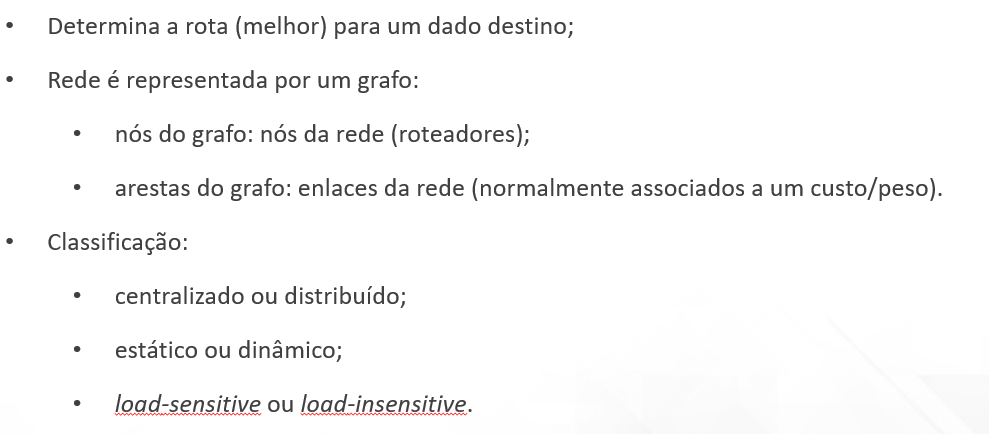 • Determina a rota (melhor) para um dado destino;
• Rede é representada por um grafo:
• nós do grafo: nós da rede (roteadores);
• arestas do grafo: enlaces da rede (normalmente associados a um custo/peso).
• Classificação:
• centralizado ou distribuído;
• estático ou dinâmico;
• load-sensitive ou load-insensitive.